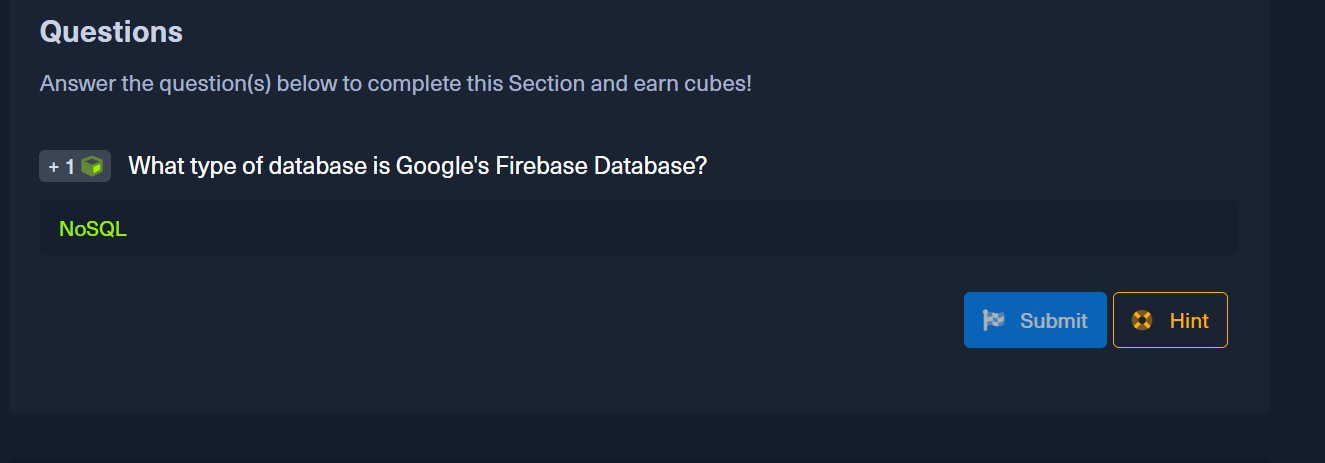 Questions
Answer the question(s) below to complete this Section and earn cubes!
+ 1 What type of database is Google's Firebase Database?
NoSQL
Submit Hint